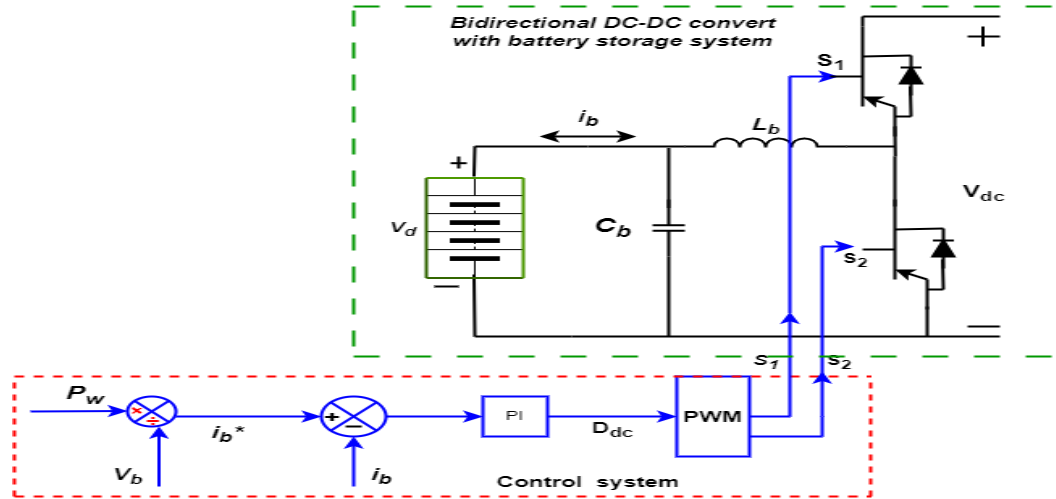 Bidirectional DC-DC convert
with battery storage system
+
S1
ib
Lb
+
Vd
Cb
Vdc
s2
−
−
S1
s2
Pw
×
÷
ib*
+
−
PI
Ddc
PWM
Vb
ib
Control system